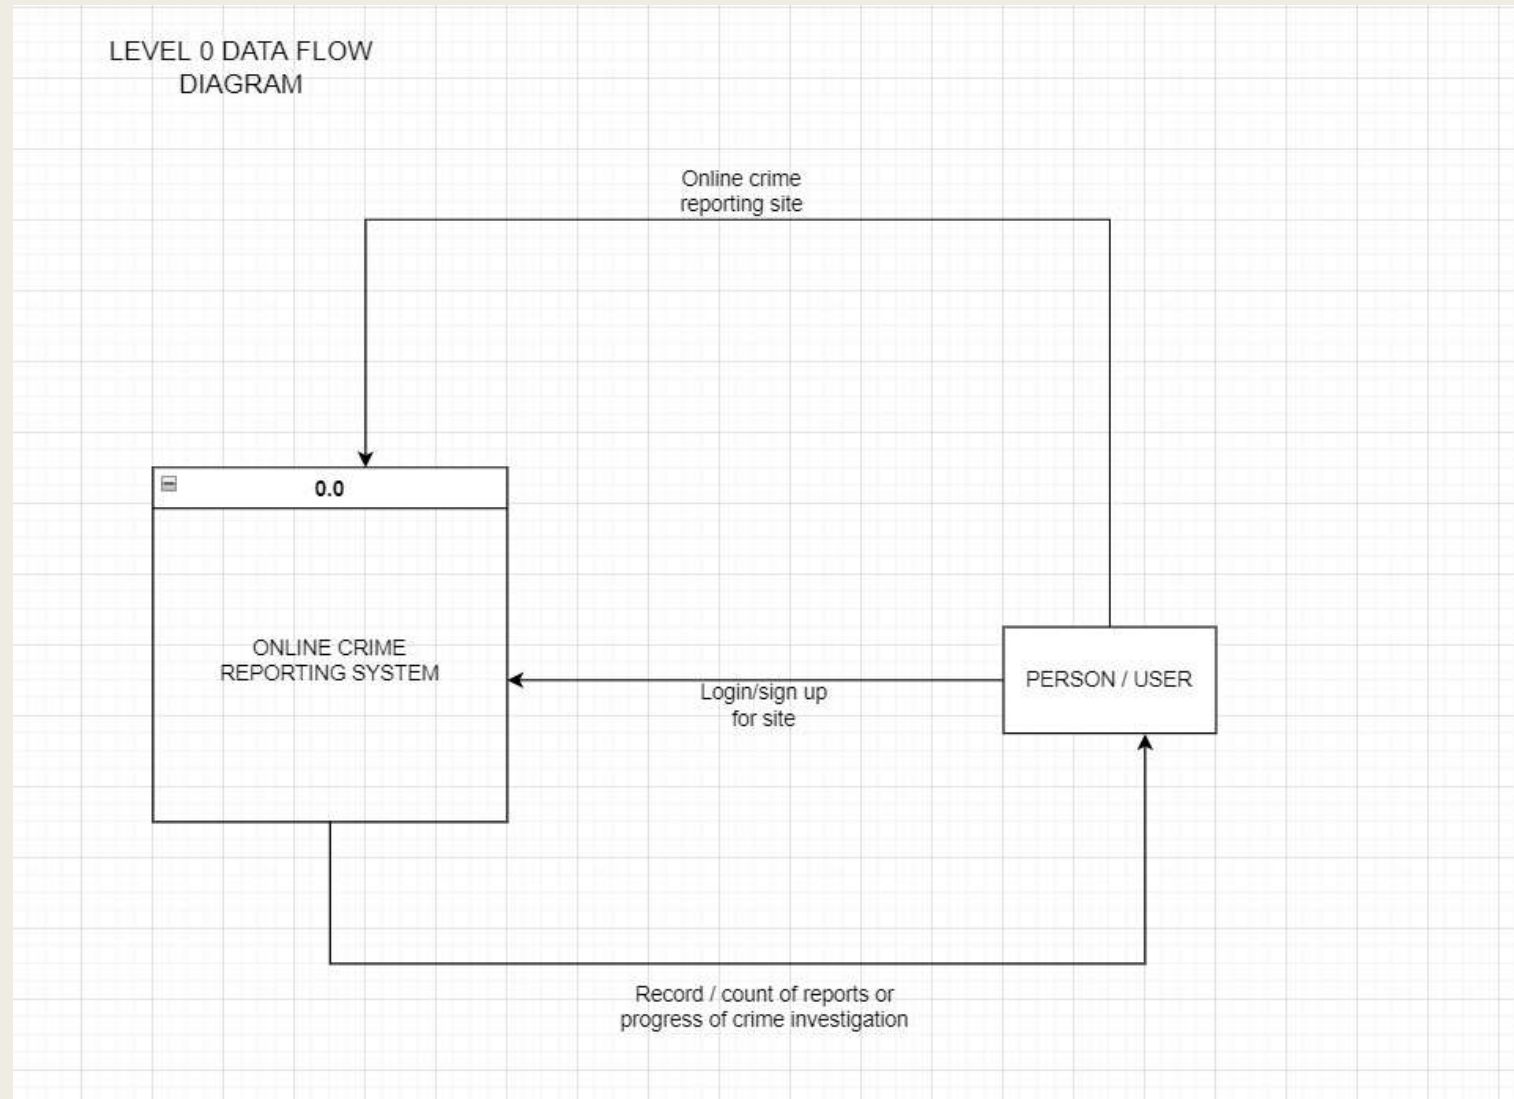 LEVEL 0 DATA FLOW
DIAGRAM
Online crime
reporting site
0.0
ONLINE CRIME
REPORTING SYSTEM
Login/sign up
for site
PERSON / USER
Record / count of reports or
progress of crime investigation